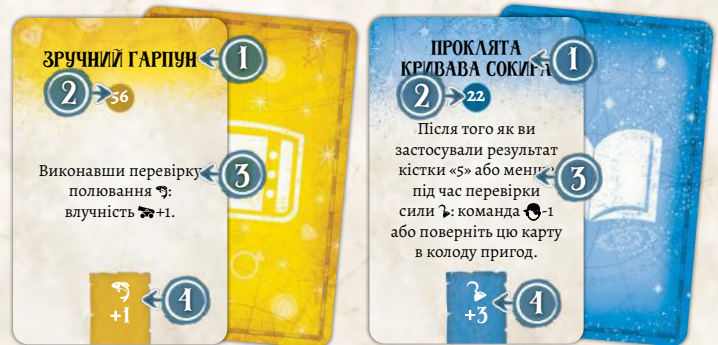 ЗРУЧНИЙ ГАРПУН
1
2
56
Виконавши перевірку
3
полювання :
влучність +1.
+1
4
ПРОКЛЯТА
КРИВАВА СОКИРА
1
2
22
Після того як ви
застосували результат
кістки «5» або менше
3
під час перевірки
сили : команда -1
або поверніть цю карту
в колоду пригод.
+3
4